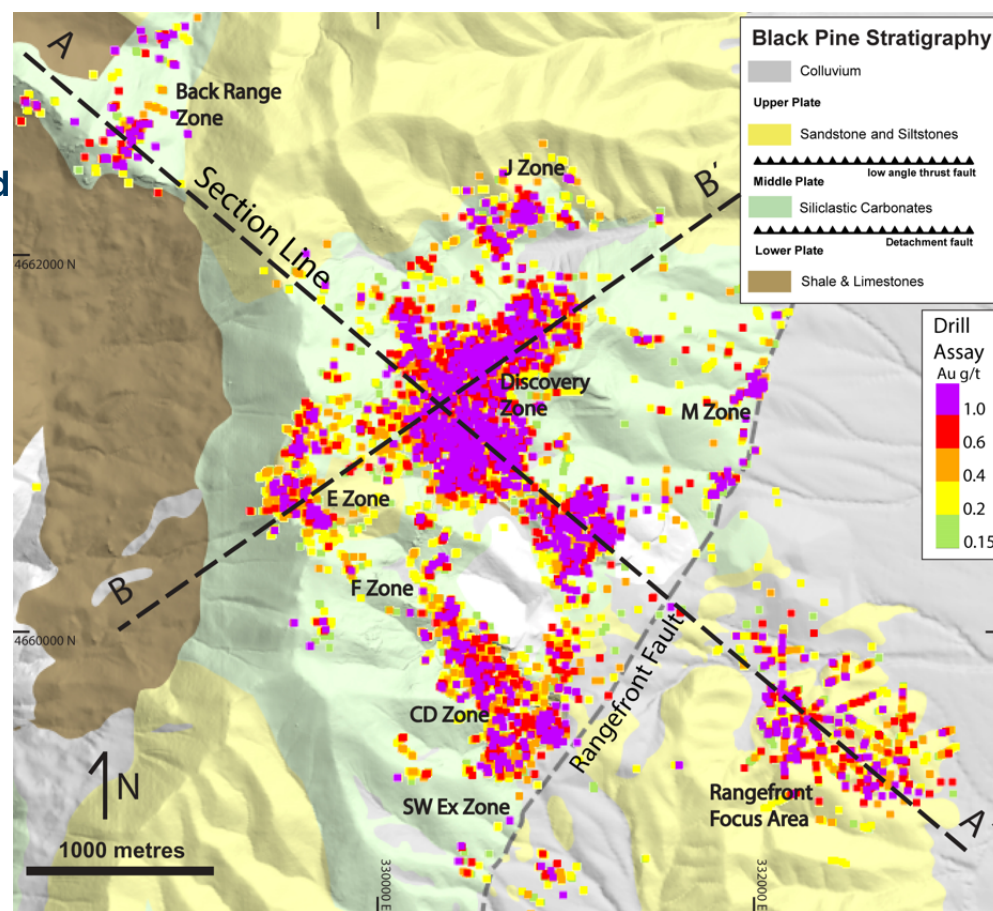 Black Pine Stratigraphy
Colluvium
Upper Plate
Sandstone and Siltstones
low angle thrust fault
Middle Plate
Siliclastic Carbonates
Detachment fault
Lower Plate
Shale & Limestones
Drill
Assay
Au g/t
1.0
0.6
0.4
0.2
0.15
A
Back Range
Zone
d
Section Line
J Zone
B'
4662000 N
Discovery
Zone
M Zone
E Zone
B
F Zone
4660000 N
Rangefront Fault
CD Zone
N
SW Ex Zone
Rangefront
Focus Area
A'
1000 metres
330000 E
332000 E